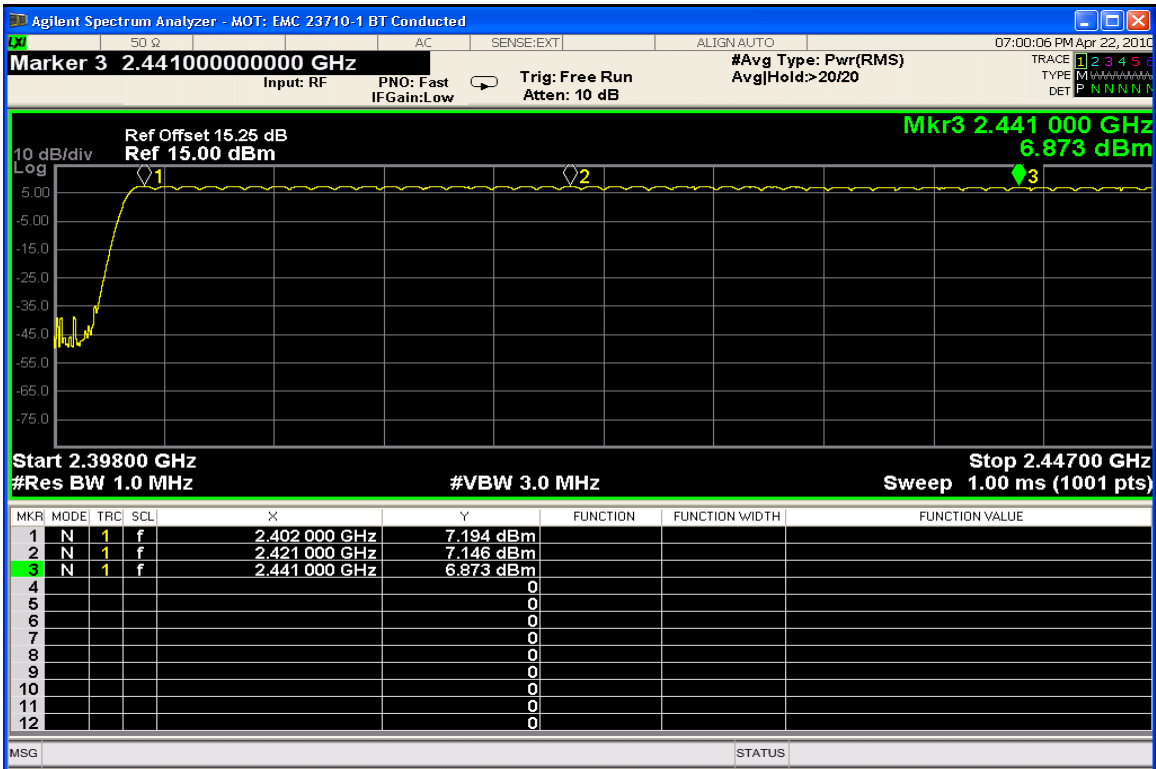 Agilent Spectrum Analyzer - MOT: EMC 23710-1 BT Conducted
LXI 50 Ω AC SENSE:EXT ALIGN AUTO 07:00:06 PM Apr 22, 2010
Marker 3 2.441000000000 GHz #Avg Type: Pwr(RMS) TRACE 1 2 3 4 5 6
Input: RF PNO: Fast Trig: Free Run Avg|Hold:>20/20 TYPE M
IFGain:Low Atten: 10 dB DET P N N N N N
Mkr3 2.441 000 GHz
Ref Offset 15.25 dB
10 dB/div Ref 15.00 dBm 6.873 dBm
Log
1 2 3
5.00
-5.00
-15.0
-25.0
-35.0
-45.0
-55.0
-65.0
-75.0
Start 2.39800 GHz Stop 2.44700 GHz
#Res BW 1.0 MHz #VBW 3.0 MHz Sweep 1.00 ms (1001 pts)
MKR MODE TRC SCL X Y FUNCTION FUNCTION WIDTH FUNCTION VALUE
1 N 1 f 2.402 000 GHz 7.194 dBm
2 N 1 f 2.421 000 GHz 7.146 dBm
3 N 1 f 2.441 000 GHz 6.873 dBm
4 0
5 0
6 0
7 0
8 0
9 0
10 0
11 0
12 0
MSG STATUS